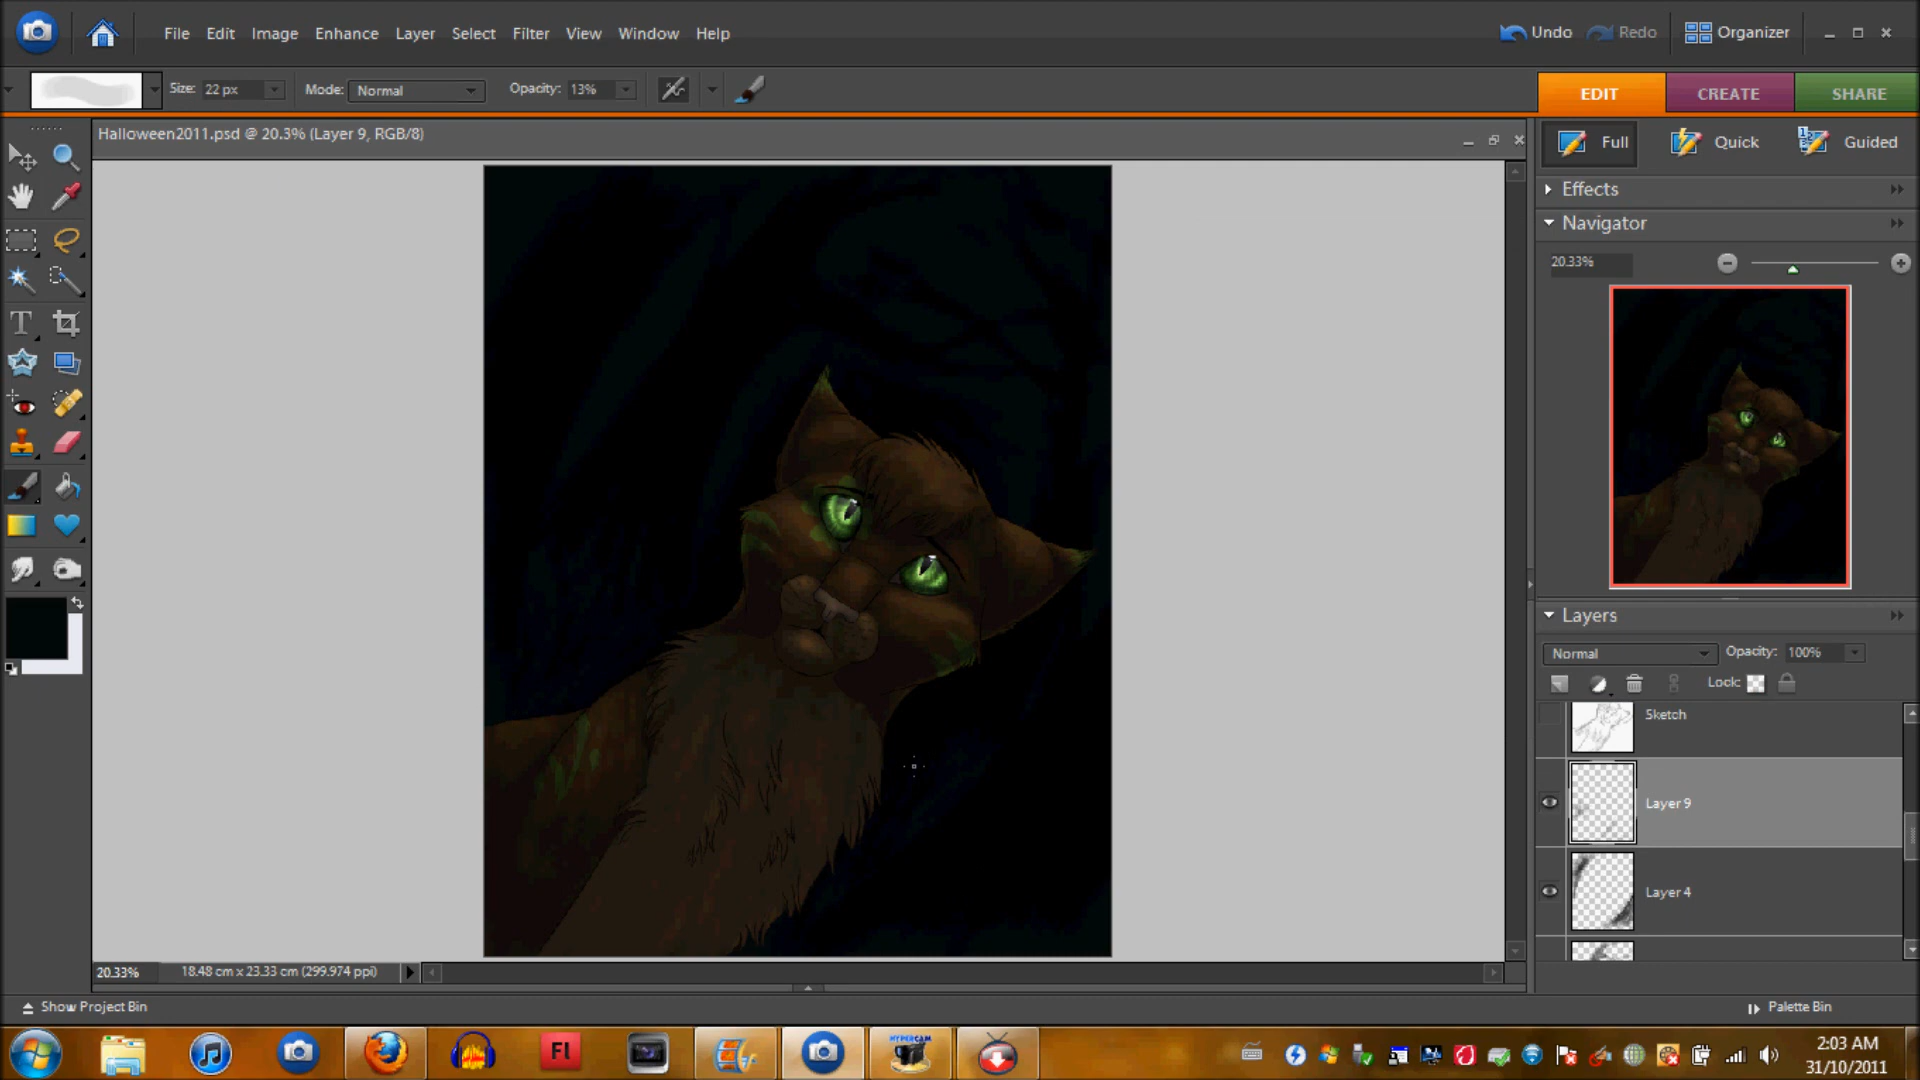 File Edit Image Enhance Layer Select Filter View Window Help
Undo Redo Organizer
Size: 22 px Mode: Normal Opacity: 13%
EDIT CREATE SHARE
Halloween2011.psd @ 20.3% (Layer 9, RGB/8)
Full Quick Guided
Effects
Navigator
20.33%
Layers
Normal Opacity: 100%
Lock:
Sketch
Layer 9
Layer 4
20.33% 18.48 cm x 23.33 cm (299.974 ppi)
Show Project Bin
Palette Bin
Fl
HYPERCAM
2:03 AM
31/10/2011